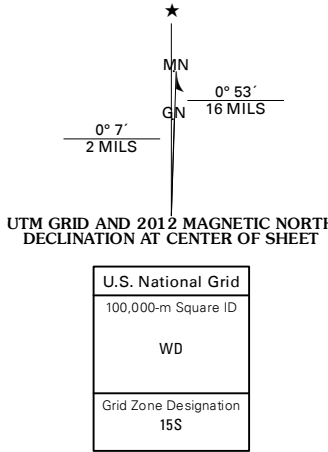 ★
MN
0° 53´
16 MILS
GN
0° 7´
2 MILS
UTM GRID AND 2012 MAGNETIC NORTH
DECLINATION AT CENTER OF SHEET
U.S. National Grid
100,000-m Square ID
WD
Grid Zone Designation
15S